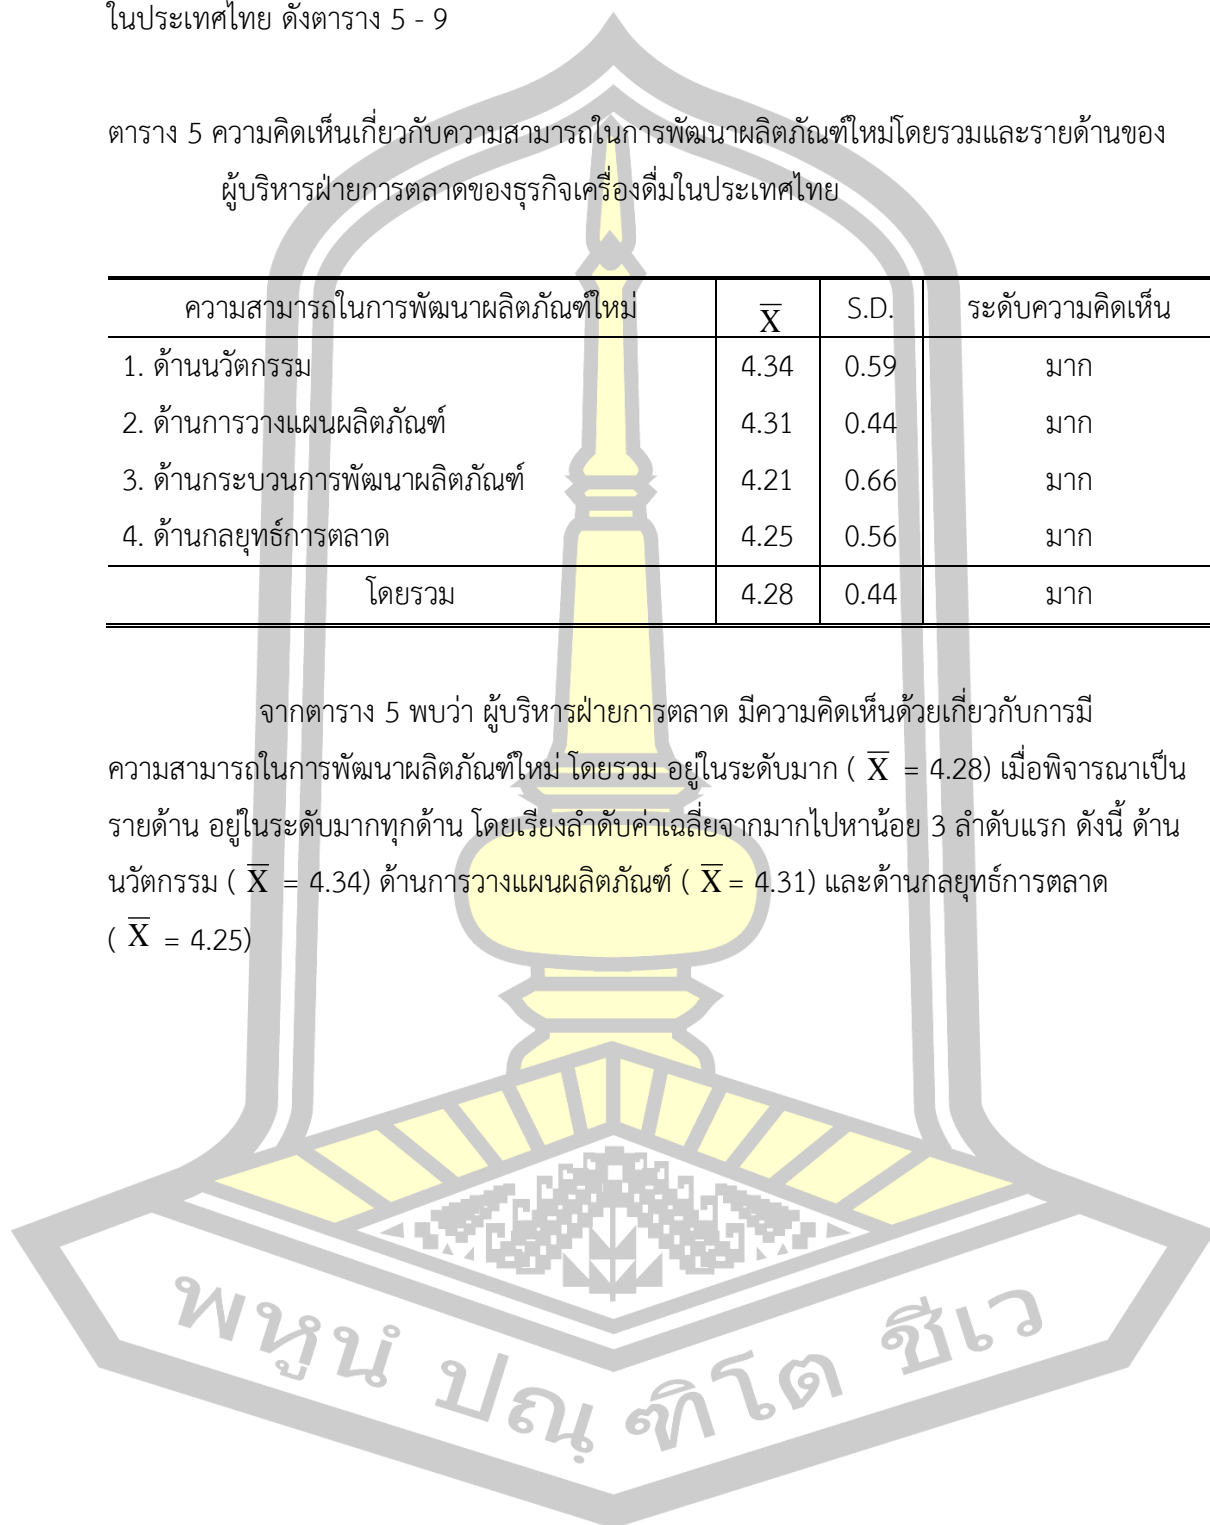 ในประเทศไทย ดังตาราง 5 - 9
ตาราง 5 ความคิดเห็นเกี่ยวกับความสามารถในการพัฒนาผลิตภัณฑ์ใหม่โดยรวมและรายด้านของ
ผู้บริหารฝ่ายการตลาดของธุรกิจเครื่องดื่มในประเทศไทย
ความสามารถในการพัฒนาผลิตภัณฑ์ใหม่ X̅ S.D. ระดับความคิดเห็น
1. ด้านนวัตกรรม 4.34 0.59 มาก
2. ด้านการวางแผนผลิตภัณฑ์ 4.31 0.44 มาก
3. ด้านกระบวนการพัฒนาผลิตภัณฑ์ 4.21 0.66 มาก
4. ด้านกลยุทธ์การตลาด 4.25 0.56 มาก
โดยรวม 4.28 0.44 มาก
จากตาราง 5 พบว่า ผู้บริหารฝ่ายการตลาด มีความคิดเห็นด้วยเกี่ยวกับการมี
ความสามารถในการพัฒนาผลิตภัณฑ์ใหม่ โดยรวม อยู่ในระดับมาก ( X̅ = 4.28) เมื่อพิจารณาเป็น
รายด้าน อยู่ในระดับมากทุกด้าน โดยเรียงลำดับค่าเฉลี่ยจากมากไปหาน้อย 3 ลำดับแรก ดังนี้ ด้าน
นวัตกรรม ( X̅ = 4.34) ด้านการวางแผนผลิตภัณฑ์ ( X̅ = 4.31) และด้านกลยุทธ์การตลาด
( X̅ = 4.25)
พหูนํ ปณฺฑิโต ชีเว